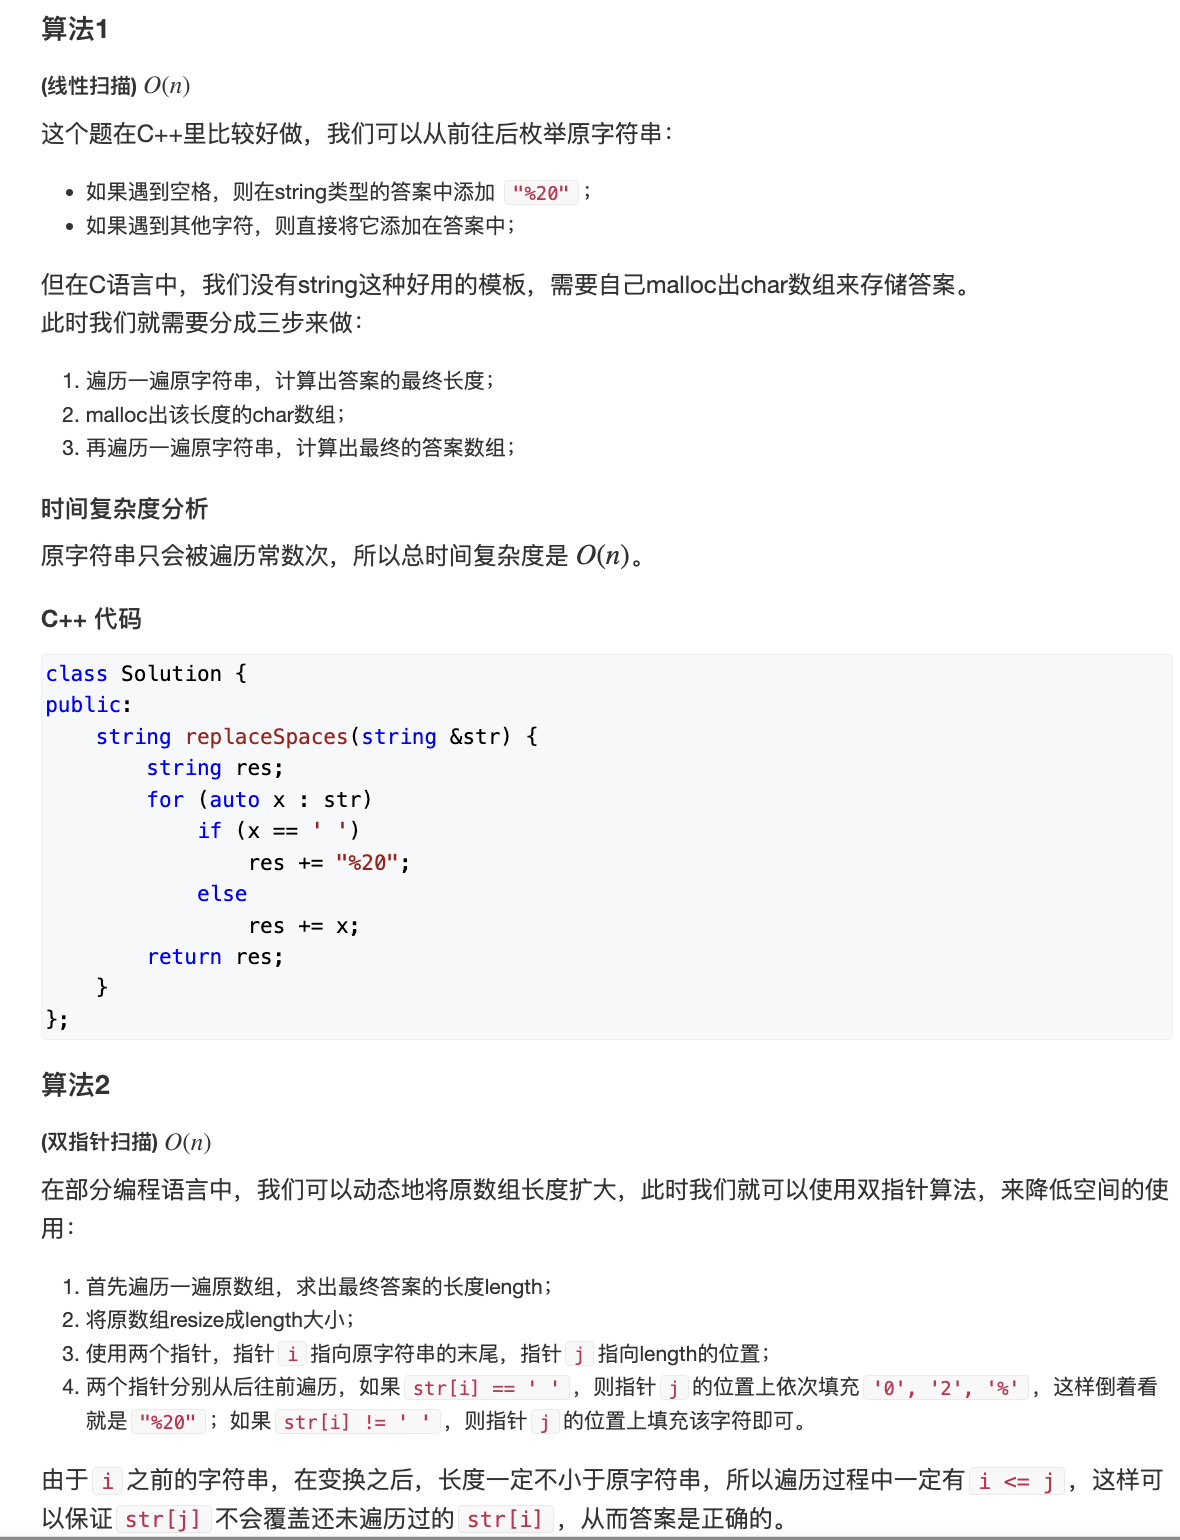 算法1
(线性扫描) O(n)
这个题在C++里比较好做，我们可以从前往后枚举原字符串：
• 如果遇到空格，则在string类型的答案中添加 "%20" ；
• 如果遇到其他字符，则直接将它添加在答案中；
但在C语言中，我们没有string这种好用的模板，需要自己malloc出char数组来存储答案。
此时我们就需要分成三步来做：
1. 遍历一遍原字符串，计算出答案的最终长度；
2. malloc出该长度的char数组；
3. 再遍历一遍原字符串，计算出最终的答案数组；
时间复杂度分析
原字符串只会被遍历常数次，所以总时间复杂度是 O(n)。
C++ 代码
class Solution {
public:
    string replaceSpaces(string &str) {
        string res;
        for (auto x : str)
            if (x == ' ')
                res += "%20";
            else
                res += x;
        return res;
    }
};
算法2
(双指针扫描) O(n)
在部分编程语言中，我们可以动态地将原数组长度扩大，此时我们就可以使用双指针算法，来降低空间的使
用：
1. 首先遍历一遍原数组，求出最终答案的长度length；
2. 将原数组resize成length大小；
3. 使用两个指针，指针 i 指向原字符串的末尾，指针 j 指向length的位置；
4. 两个指针分别从后往前遍历，如果 str[i] == ' ' ，则指针 j 的位置上依次填充 '0', '2', '%' ，这样倒着看
就是 "%20" ；如果 str[i] != ' ' ，则指针 j 的位置上填充该字符即可。
由于 i 之前的字符串，在变换之后，长度一定不小于原字符串，所以遍历过程中一定有 i <= j ，这样可
以保证 str[j] 不会覆盖还未遍历过的 str[i] ，从而答案是正确的。